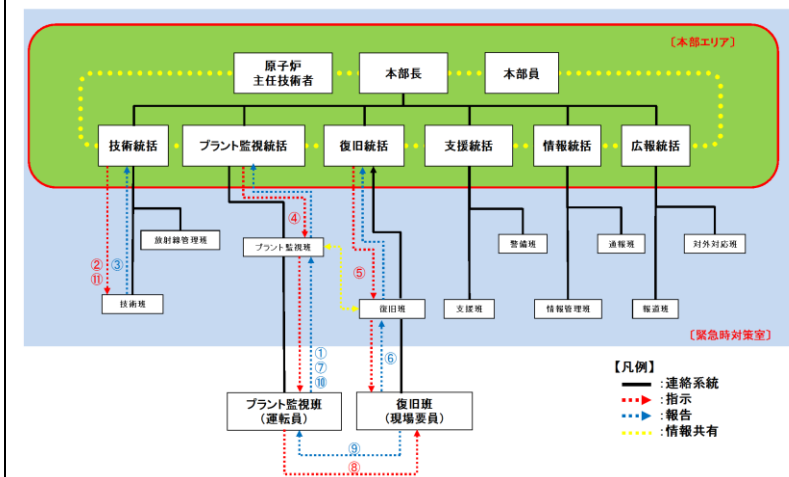 〔本部エリア〕
原子炉
主任技術者
本部長
本部員
技術統括
プラント監視統括
復旧統括
支援統括
情報統括
広報統括
②
⑪
③
④
⑤
放射線管理班
プラント監視班
警備班
通報班
対外対応班
技術班
復旧班
支援班
情報管理班
報道班
〔緊急時対策室〕
①
⑦
⑩
⑥
プラント監視班
(運転員)
復旧班
(現場要員)
⑨
⑧
【凡例】
:連絡系統
:指示
:報告
:情報共有